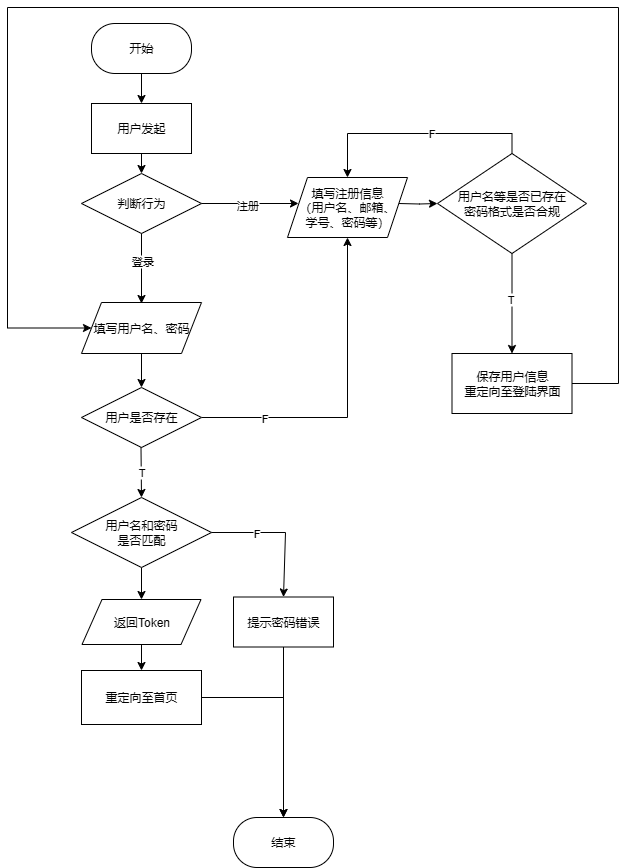 开始
用户发起
判断行为
注册
填写注册信息
（用户名、邮箱、
学号、密码等）
F
用户名等是否已存在
密码格式是否合规
登录
T
填写用户名、密码
保存用户信息
重定向至登陆界面
用户是否存在
F
T
用户名和密码
是否匹配
F
返回Token
提示密码错误
重定向至首页
结束